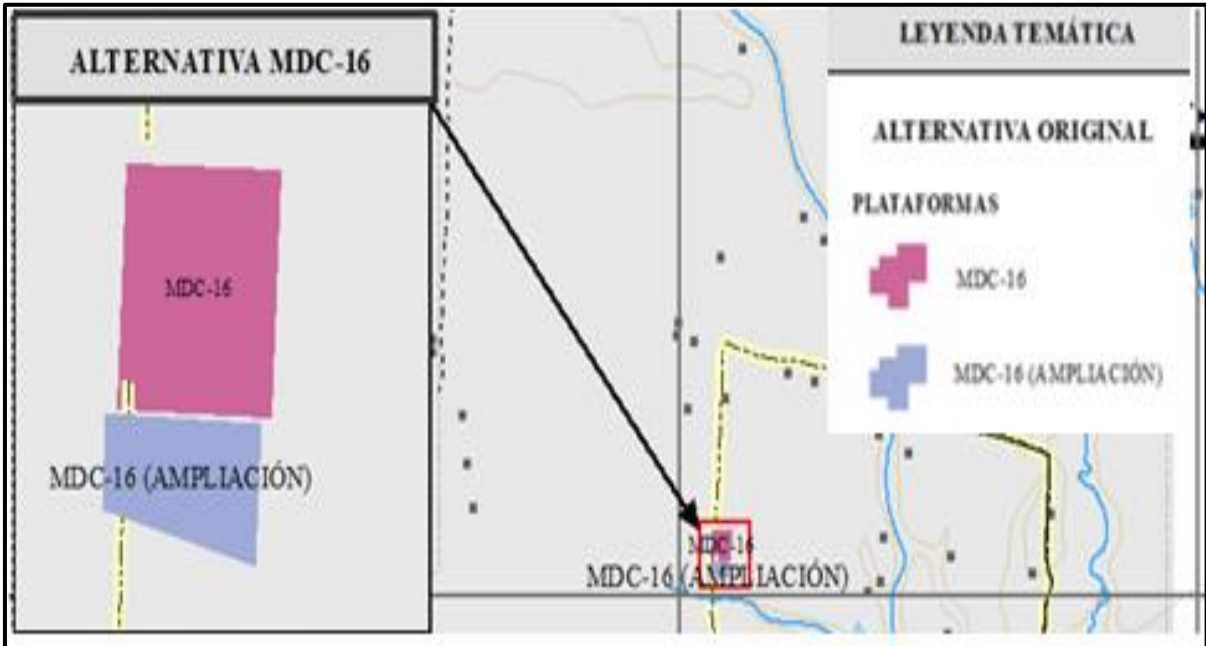 ALTERNATIVA MDC-16
MDC-16
MDC-16 (AMPLIACIÓN)
LEYENDA TEMÁTICA
ALTERNATIVA ORIGINAL
PLATAFORMAS
MDC-16
MDC-16 (AMPLIACIÓN)
MDC-16
MDC-16 (AMPLIACIÓN)